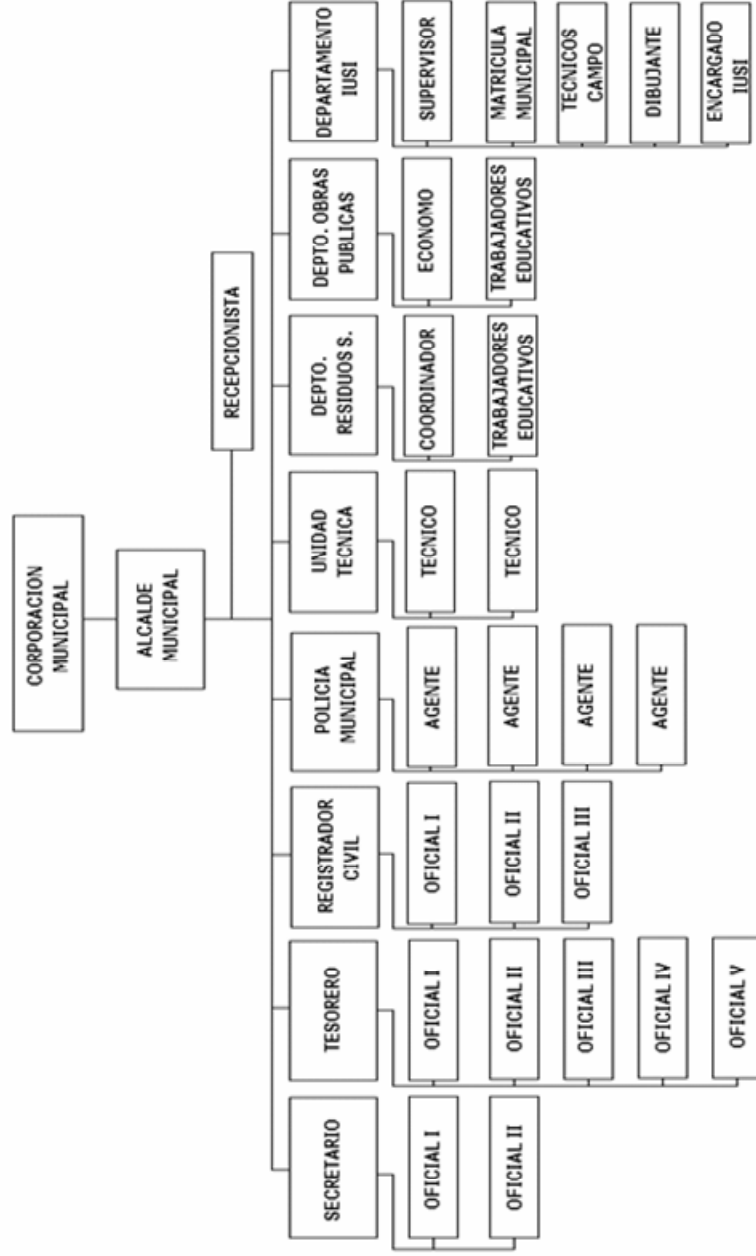 CORPORACION
MUNICIPAL
ALCALDE
MUNICIPAL
RECEPCIONISTA
SECRETARIO
TESORERO
REGISTRADOR
CIVIL
POLICIA
MUNICIPAL
UNIDAD
TECNICA
DEPTO.
RESIDUOS S.
DEPTO. OBRAS
PUBLICAS
DEPARTAMENTO
IUSI
OFICIAL I
OFICIAL II
OFICIAL I
OFICIAL II
OFICIAL III
OFICIAL IV
OFICIAL V
OFICIAL I
OFICIAL II
OFICIAL III
AGENTE
AGENTE
AGENTE
AGENTE
TECNICO
TECNICO
COORDINADOR
TRABAJADORES
EDUCATIVOS
ECONOMO
TRABAJADORES
EDUCATIVOS
SUPERVISOR
MATRICULA
MUNICIPAL
TECNICOS
CAMPO
DIBUJANTE
ENCARGADO
IUSI